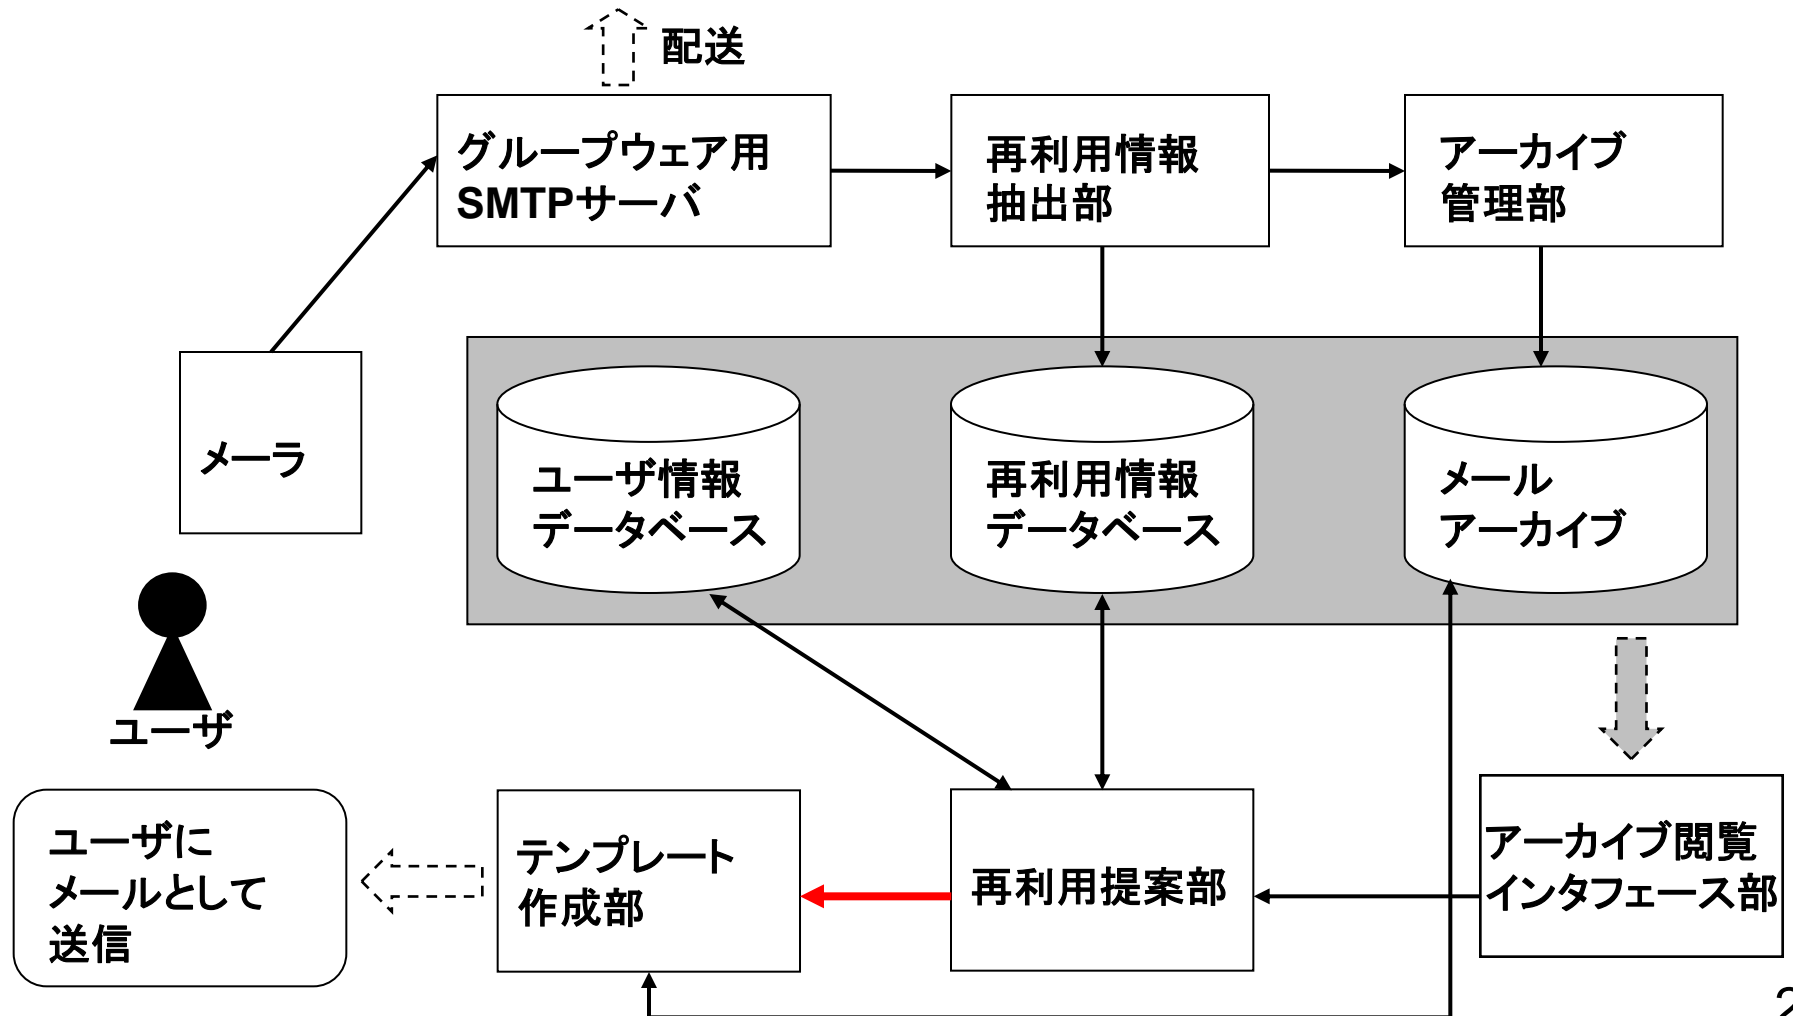 配送
グループウェア用
SMTPサーバ
再利用情報
抽出部
アーカイブ
管理部
メーラ
ユーザ情報
データベース
再利用情報
データベース
メール
アーカイブ
ユーザ
ユーザに
メールとして
送信
テンプレート
作成部
再利用提案部
アーカイブ閲覧
インタフェース部